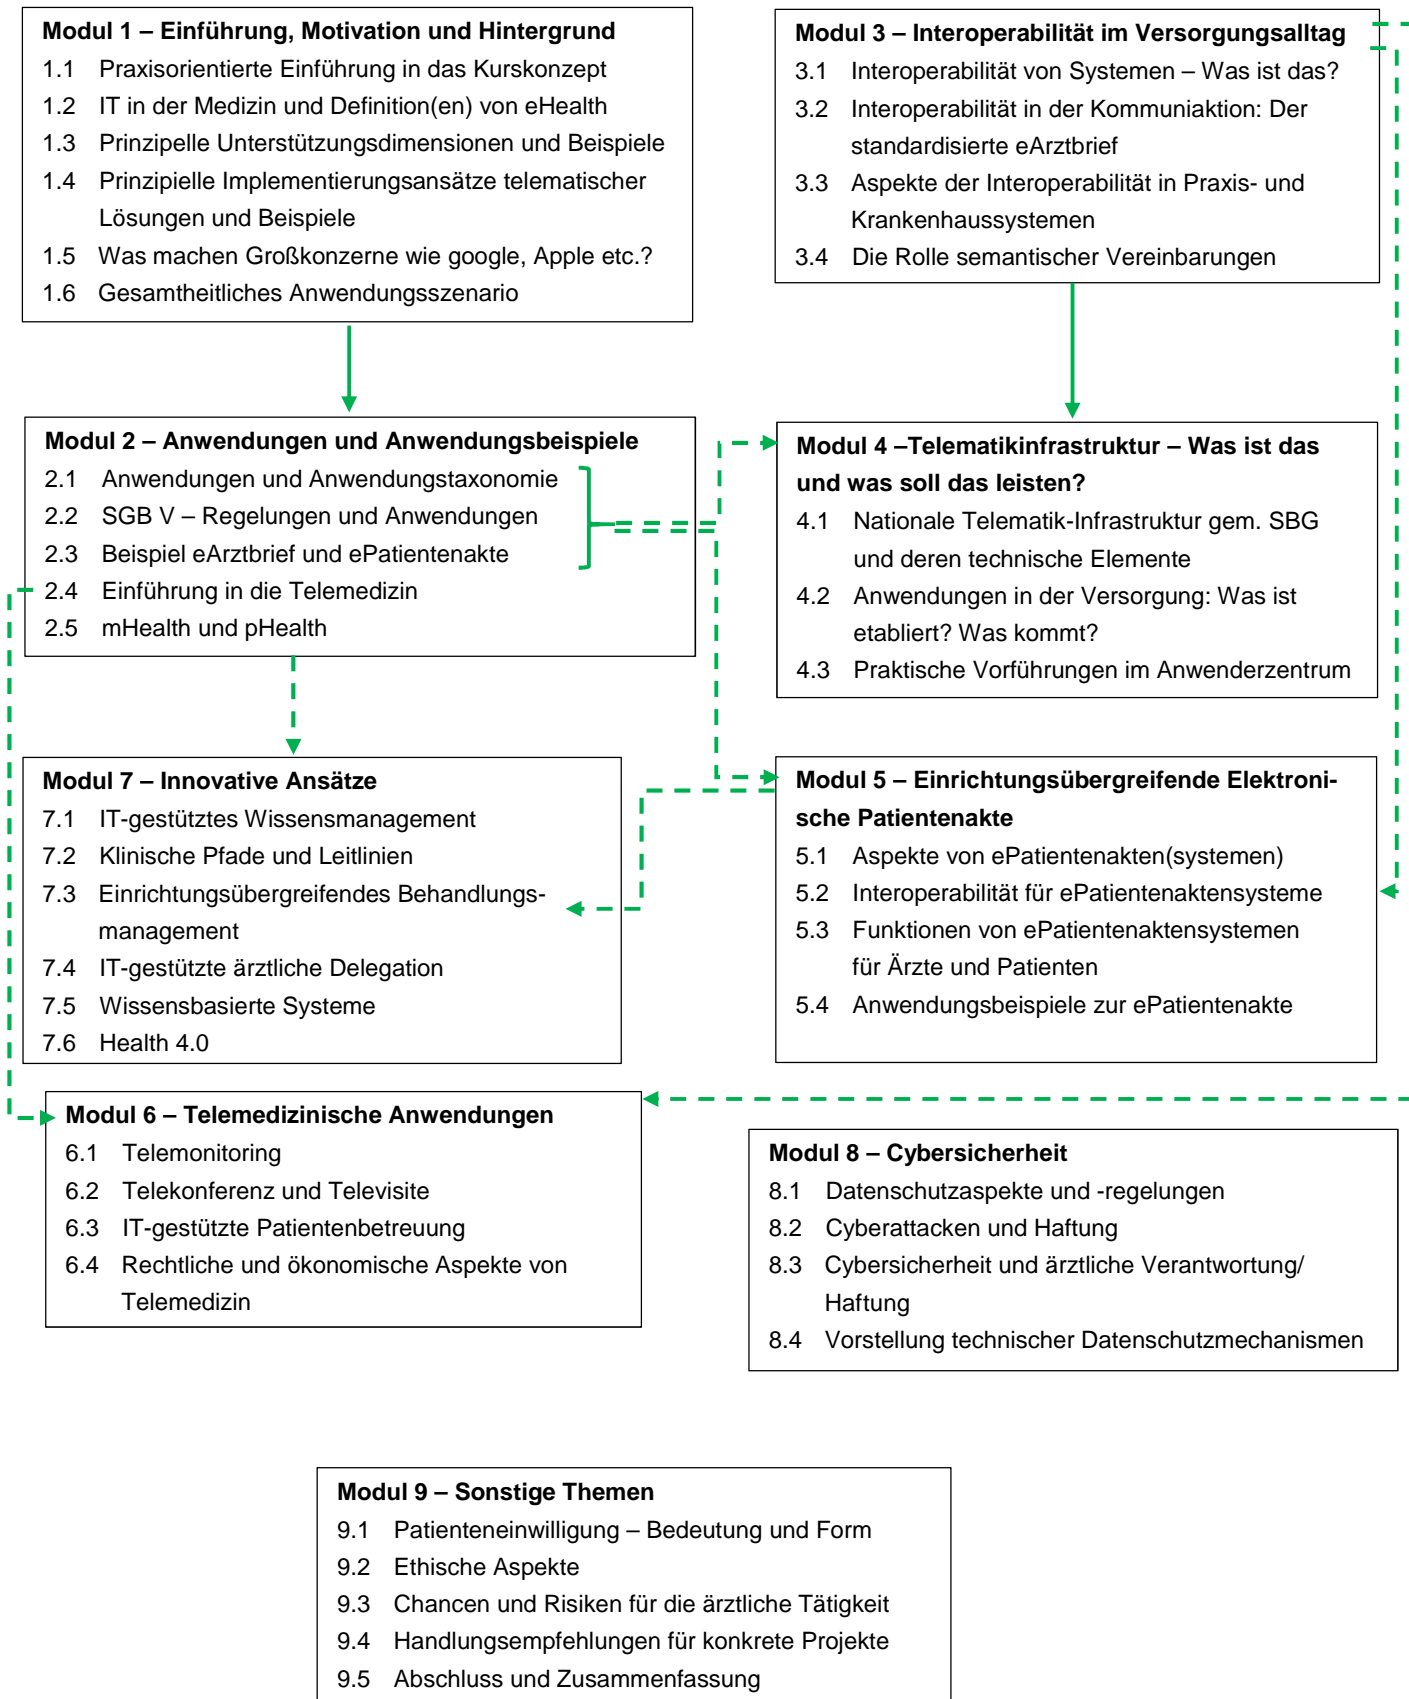 Modul 1 – Einführung, Motivation und Hintergrund
1.1 Praxisorientierte Einführung in das Kurskonzept
1.2 IT in der Medizin und Definition(en) von eHealth
1.3 Prinzipelle Unterstützungsdimensionen und Beispiele
1.4 Prinzipielle Implementierungsansätze telematischer
Lösungen und Beispiele
1.5 Was machen Großkonzerne wie google, Apple etc.?
1.6 Gesamtheitliches Anwendungsszenario
Modul 3 – Interoperabilität im Versorgungsalltag
3.1 Interoperabilität von Systemen – Was ist das?
3.2 Interoperabilität in der Kommuniaktion: Der
standardisierte eArztbrief
3.3 Aspekte der Interoperabilität in Praxis- und
Krankenhaussystemen
3.4 Die Rolle semantischer Vereinbarungen
Modul 2 – Anwendungen und Anwendungsbeispiele
2.1 Anwendungen und Anwendungstaxonomie
2.2 SGB V – Regelungen und Anwendungen
2.3 Beispiel eArztbrief und ePatientenakte
2.4 Einführung in die Telemedizin
2.5 mHealth und pHealth
Modul 4 –Telematikinfrastruktur – Was ist das
und was soll das leisten?
4.1 Nationale Telematik-Infrastruktur gem. SBG
und deren technische Elemente
4.2 Anwendungen in der Versorgung: Was ist
etabliert? Was kommt?
4.3 Praktische Vorführungen im Anwenderzentrum
Modul 7 – Innovative Ansätze
7.1 IT-gestütztes Wissensmanagement
7.2 Klinische Pfade und Leitlinien
7.3 Einrichtungsübergreifendes Behandlungs-
management
7.4 IT-gestützte ärztliche Delegation
7.5 Wissensbasierte Systeme
7.6 Health 4.0
Modul 5 – Einrichtungsübergreifende Elektroni-
sche Patientenakte
5.1 Aspekte von ePatientenakten(systemen)
5.2 Interoperabilität für ePatientenaktensysteme
5.3 Funktionen von ePatientenaktensystemen
für Ärzte und Patienten
5.4 Anwendungsbeispiele zur ePatientenakte
Modul 6 – Telemedizinische Anwendungen
6.1 Telemonitoring
6.2 Telekonferenz und Televisite
6.3 IT-gestützte Patientenbetreuung
6.4 Rechtliche und ökonomische Aspekte von
Telemedizin
Modul 8 – Cybersicherheit
8.1 Datenschutzaspekte und -regelungen
8.2 Cyberattacken und Haftung
8.3 Cybersicherheit und ärztliche Verantwortung/
Haftung
8.4 Vorstellung technischer Datenschutzmechanismen
Modul 9 – Sonstige Themen
9.1 Patienteneinwilligung – Bedeutung und Form
9.2 Ethische Aspekte
9.3 Chancen und Risiken für die ärztliche Tätigkeit
9.4 Handlungsempfehlungen für konkrete Projekte
9.5 Abschluss und Zusammenfassung